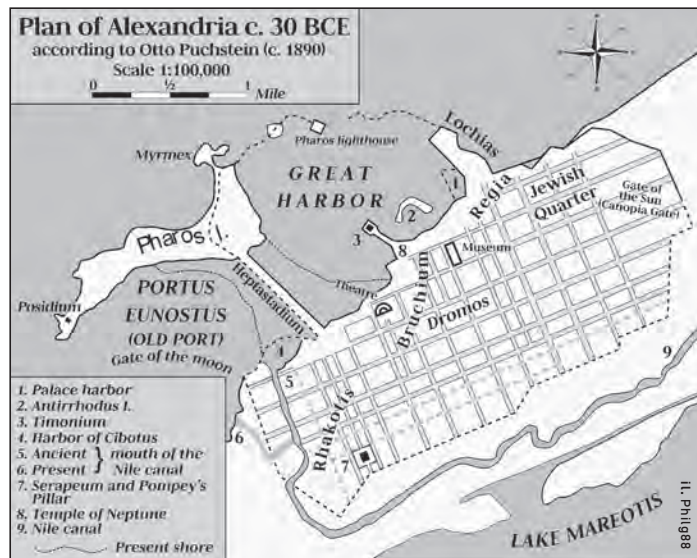 Plan of Alexandria c. 30 BCE
according to Otto Puchstein (c. 1890)
Scale 1:100,000
0 ½ 1
Mile
Pharos lighthouse
Lochias
Myrmex
GREAT
HARBOR
1
2
3
8
Regia
Jewish
Quarter
Gate of
the Sun
(Canopia Gate)
Museum
Pharos I.
Heptastadium
Theatre
Bruchium
Dromos
Posidium
PORTUS
EUNOSTUS
(OLD PORT)
Gate of the moon
4
5
6
Rhakotis
7
9
LAKE MAREOTIS
1. Palace harbor
2. Antirrhodus I.
3. Timonium
4. Harbor of Cibotus
5. Ancient } mouth of the
6. Present } Nile canal
7. Serapeum and Pompey's
Pillar
8. Temple of Neptune
9. Nile canal
Present shore
il. Philg88